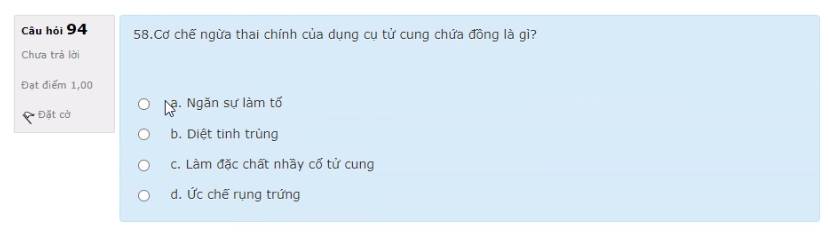 Câu hỏi 94
Chưa trả lời
Đạt điểm 1,00
Đặt cờ
58.Cơ chế ngừa thai chính của dụng cụ tử cung chứa đồng là gì?
a. Ngăn sự làm tổ
b. Diệt tinh trùng
c. Làm đặc chất nhầy cổ tử cung
d. Ức chế rụng trứng